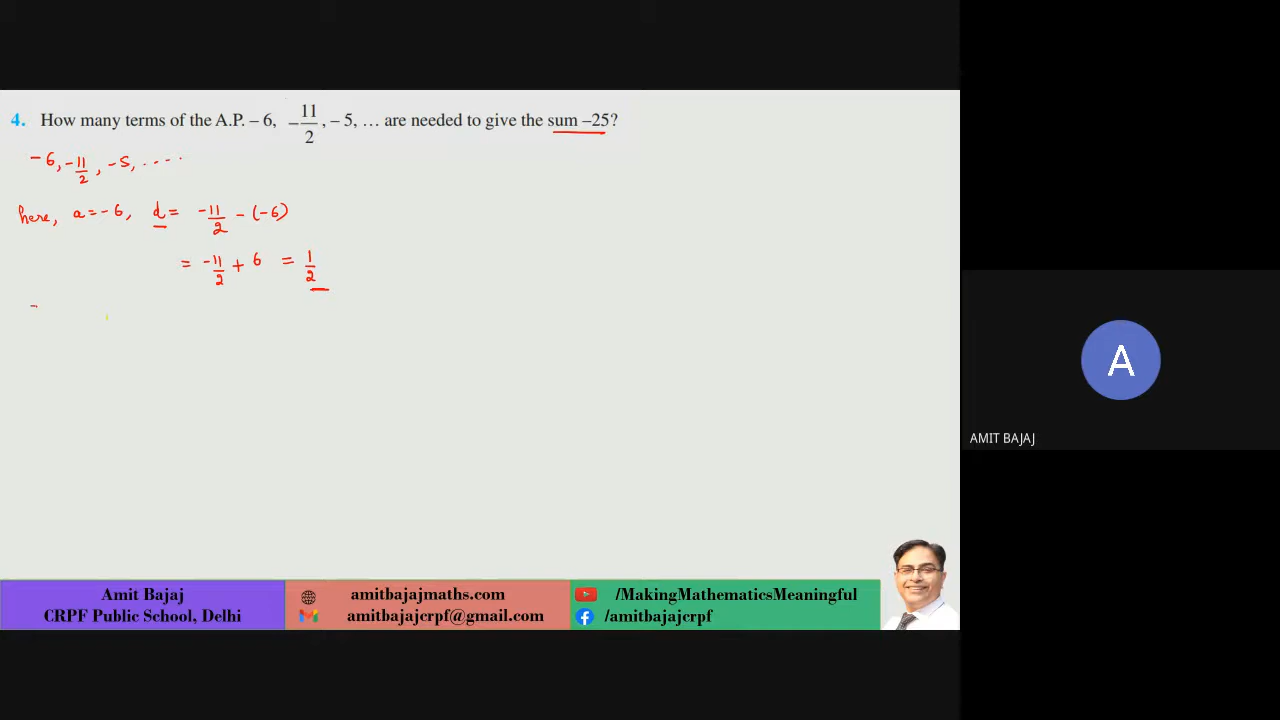 4. How many terms of the A.P. – 6, –11/2, – 5, … are needed to give the sum –25?
-6, -11/2, -5, ....
here, a = -6, d = -11/2 - (-6)
= -11/2 + 6 = 1/2
A
AMIT BAJAJ
Amit Bajaj
CRPF Public School, Delhi
amitbajajmaths.com
amitbajajcrpf@gmail.com
/MakingMathematicsMeaningful
/amitbajajcrpf